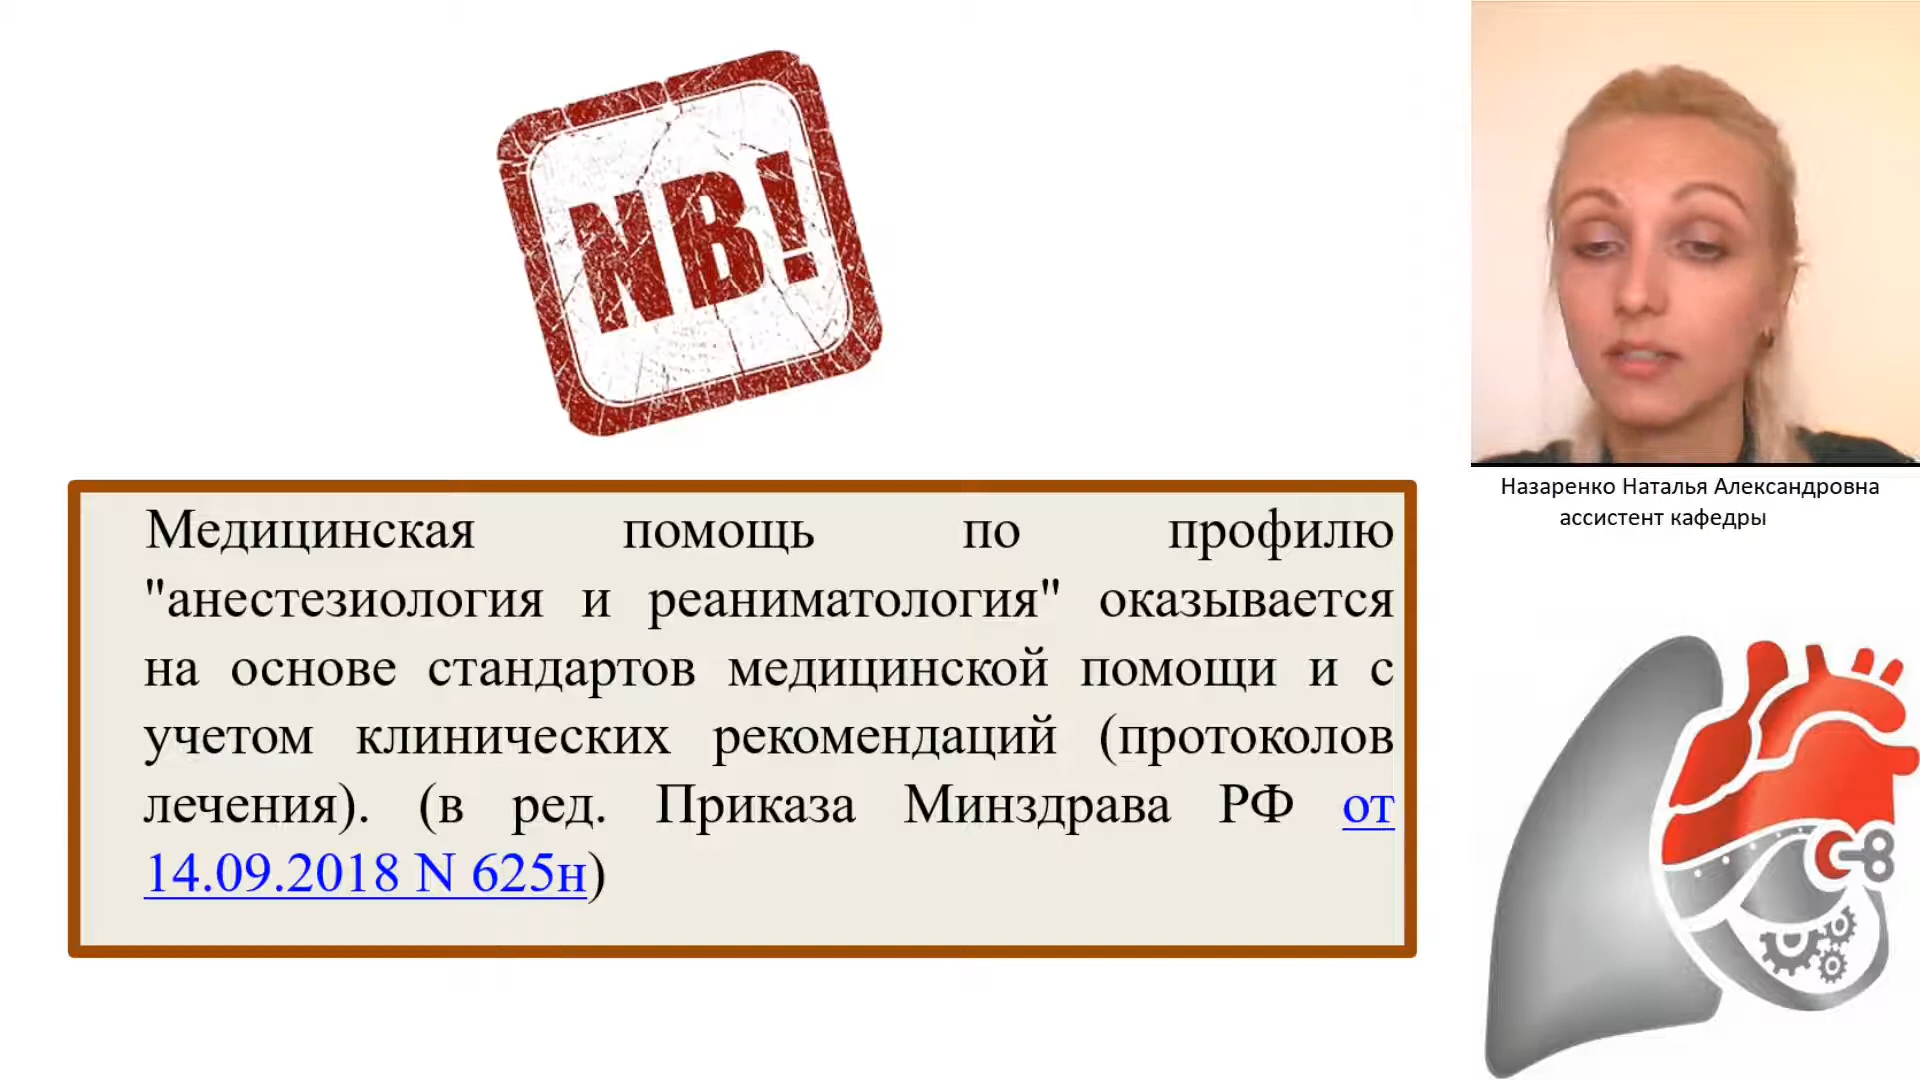 NB!
Медицинская помощь по профилю
"анестезиология и реаниматология" оказывается
на основе стандартов медицинской помощи и с
учетом клинических рекомендаций (протоколов
лечения). (в ред. Приказа Минздрава РФ от
14.09.2018 N 625н)
Назаренко Наталья Александровна
ассистент кафедры